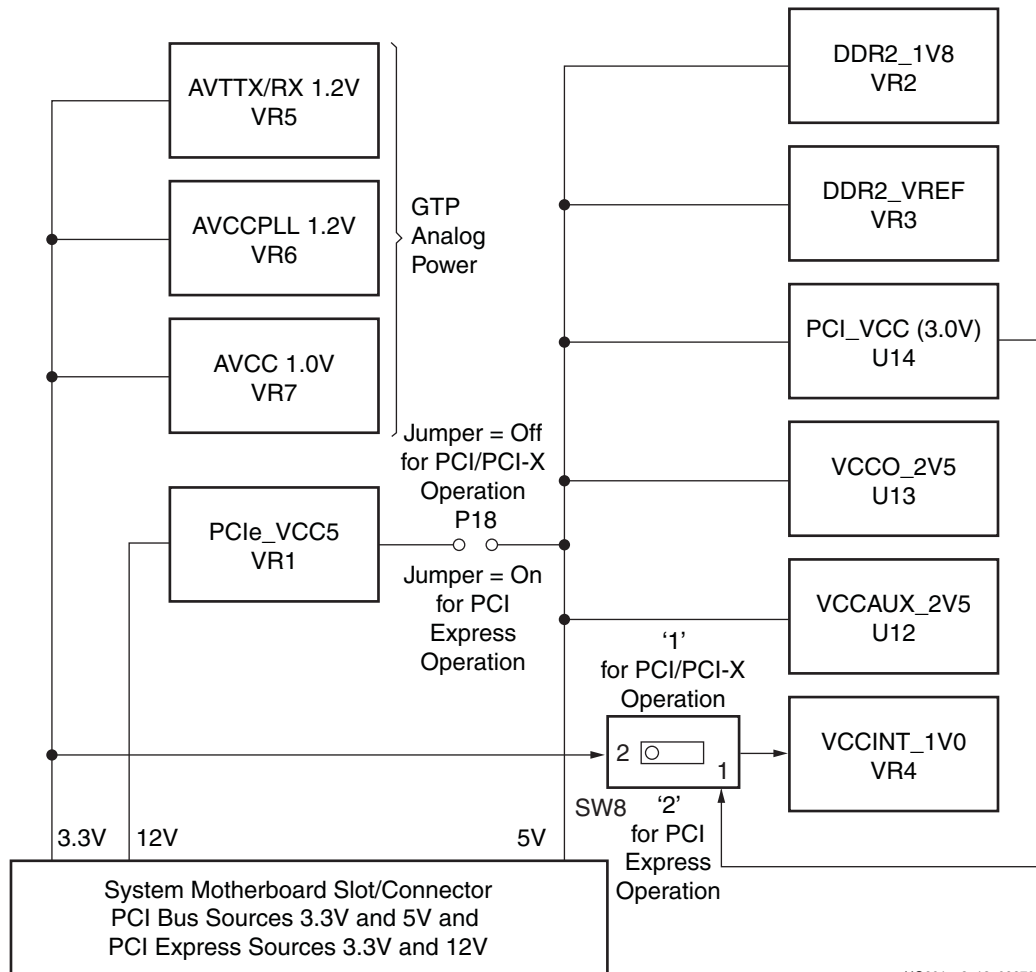 AVTTX/RX 1.2V
VR5
AVCCPLL 1.2V
VR6
AVCC 1.0V
VR7
GTP
Analog
Power
PCIe_VCC5
VR1
Jumper = Off
for PCI/PCI-X
Operation
P18
Jumper = On
for PCI
Express
Operation
DDR2_1V8
VR2
DDR2_VREF
VR3
PCI_VCC (3.0V)
U14
VCCO_2V5
U13
VCCAUX_2V5
U12
VCCINT_1V0
VR4
‘1’
for PCI/PCI-X
Operation
2
1
SW8
‘2’
for PCI
Express
Operation
3.3V
12V
5V
System Motherboard Slot/Connector
PCI Bus Sources 3.3V and 5V and
PCI Express Sources 3.3V and 12V